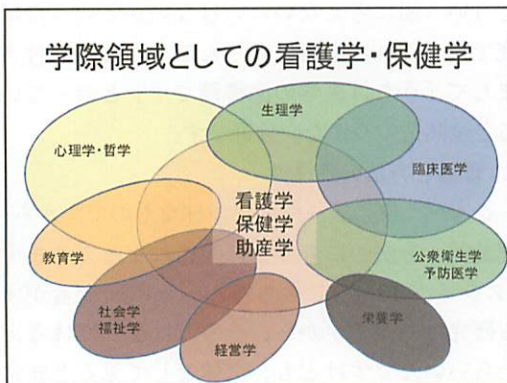 学際領域としての看護学・保健学
生理学
心理学・哲学
臨床医学
看護学
保健学
助産学
教育学
公衆衛生学
予防医学
社会学
福祉学
栄養学
経営学